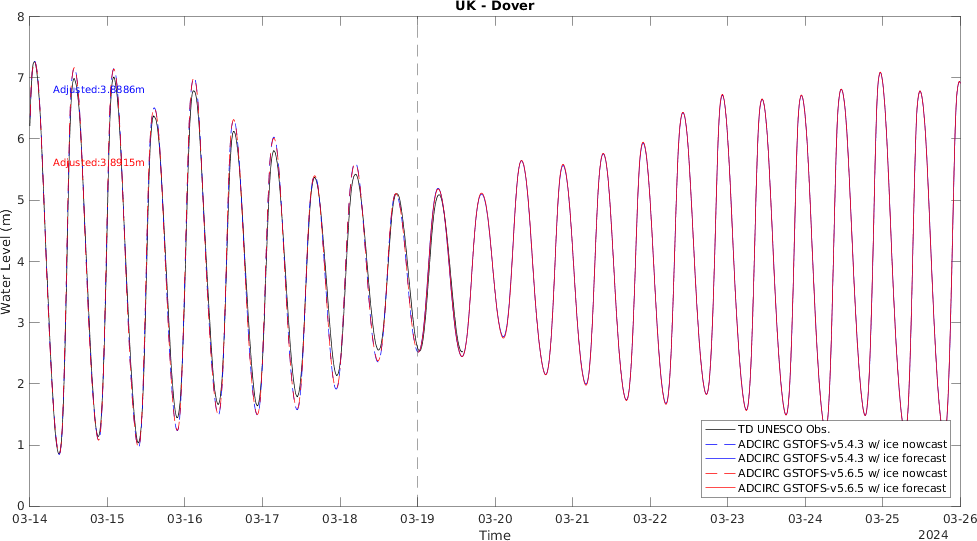 UK - Dover
8
7
6
5
4
3
2
1
0
Water Level (m)
Adjusted:3.8886m
Adjusted:3.8915m
TD UNESCO Obs.
ADCIRC GSTOFS-v5.4.3 w/ ice nowcast
ADCIRC GSTOFS-v5.4.3 w/ ice forecast
ADCIRC GSTOFS-v5.6.5 w/ ice nowcast
ADCIRC GSTOFS-v5.6.5 w/ ice forecast
03-14 03-15 03-16 03-17 03-18 03-19 03-20 03-21 03-22 03-23 03-24 03-25 03-26
Time
2024